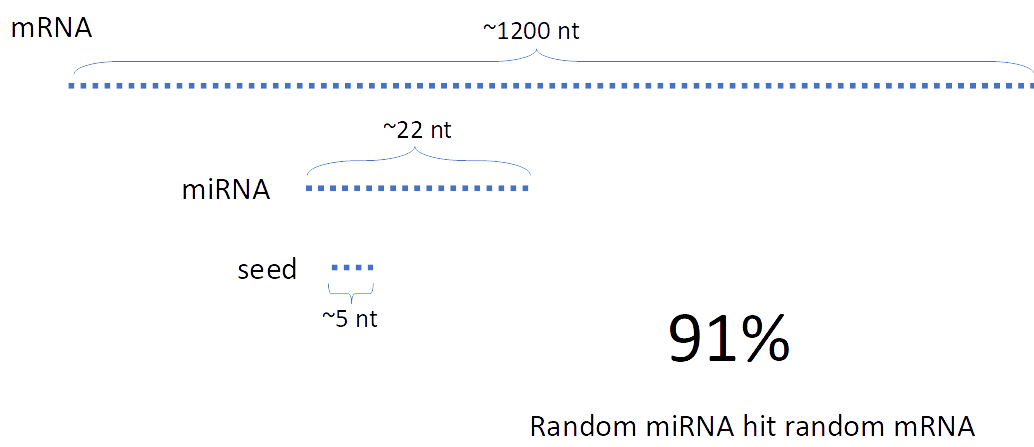 mRNA
~1200 nt
~22 nt
miRNA
seed
~5 nt
91%
Random miRNA hit random mRNA